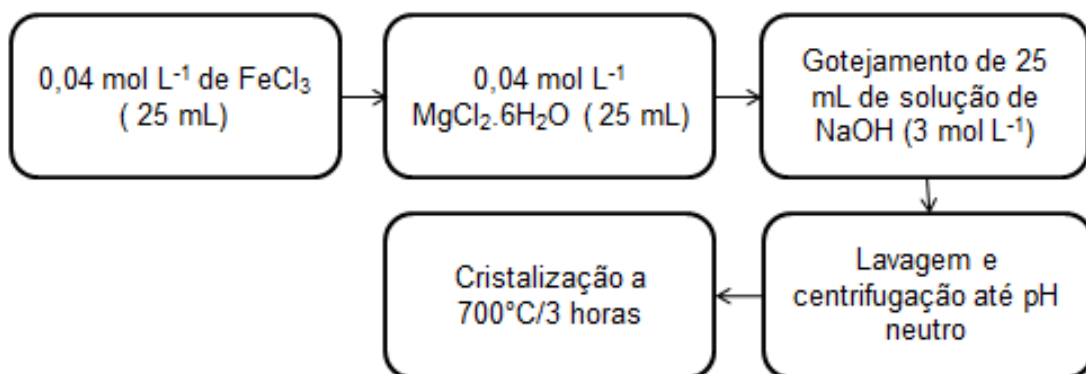 0,04 mol L⁻¹ de FeCl₃
( 25 mL)
0,04 mol L⁻¹
MgCl₂.6H₂O ( 25 mL)
Gotejamento de 25
mL de solução de
NaOH (3 mol L⁻¹)
Lavagem e
centrifugação até pH
neutro
Cristalização a
700°C/3 horas